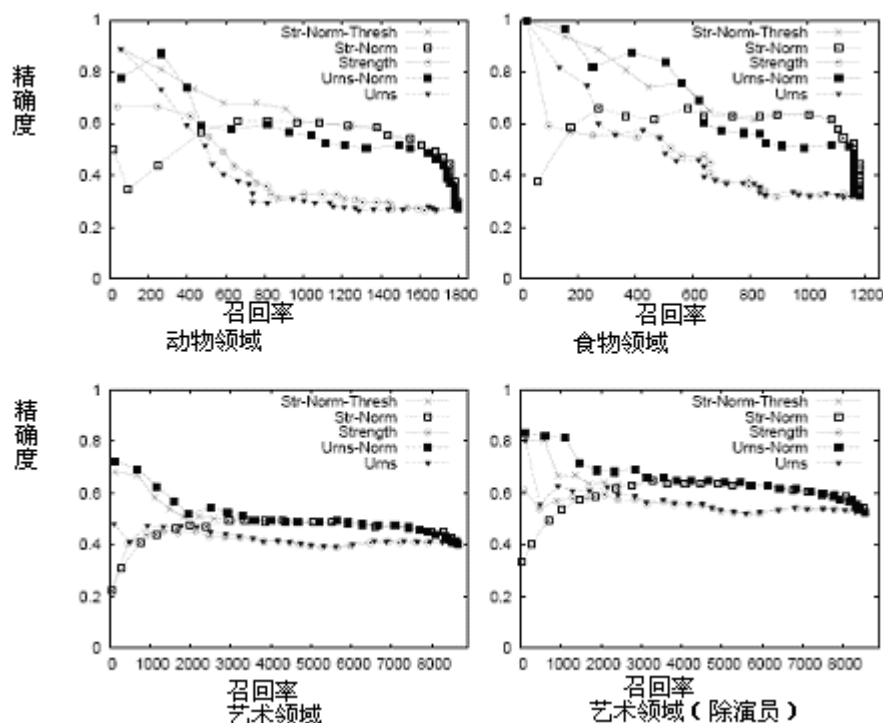 精确度
1
0.8
0.6
0.4
0.2
0
Str-Norm-Thresh
Str-Norm
Strength
Urns-Norm
Urns
0 200 400 600 800 1000 1200 1400 1600 1800
召回率
动物领域
1
0.8
0.6
0.4
0.2
0
Str-Norm-Thresh
Str-Norm
Strength
Urns-Norm
Urns
0 200 400 600 800 1000 1200
召回率
食物领域
精确度
1
0.8
0.6
0.4
0.2
0
Str-Norm-Thresh
Str-Norm
Strength
Urns-Norm
Urns
0 1000 2000 3000 4000 5000 6000 7000 8000
召回率
艺术领域
1
0.8
0.6
0.4
0.2
0
Str-Norm-Thresh
Str-Norm
Strength
Urns-Norm
Urns
0 1000 2000 3000 4000 5000 6000 7000 8000
召回率
艺术领域（除演员）